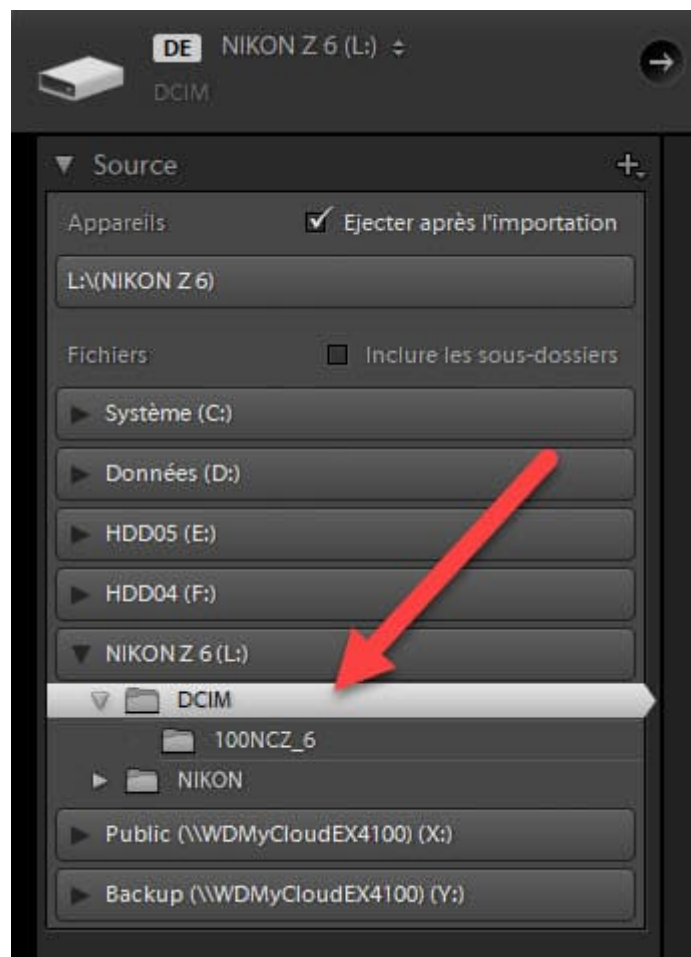 DE NIKON Z 6 (L:)
DCIM
Source
Appareils Ejecter après l'importation
L:\(NIKON Z 6)
Fichiers Inclure les sous-dossiers
Système (C:)
Données (D:)
HDD05 (E:)
HDD04 (F:)
NIKON Z 6 (L:)
DCIM
100NCZ_6
NIKON
Public (\\WDMyCloudEX4100) (X:)
Backup (\\WDMyCloudEX4100) (Y:)